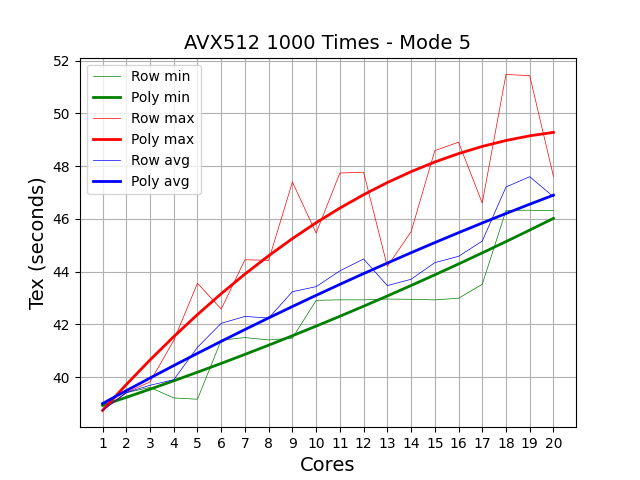 AVX512 1000 Times - Mode 5
Row min
Poly min
Row max
Poly max
Row avg
Poly avg
Tex (seconds)
52
50
48
46
44
42
40
1 2 3 4 5 6 7 8 9 10 11 12 13 14 15 16 17 18 19 20
Cores